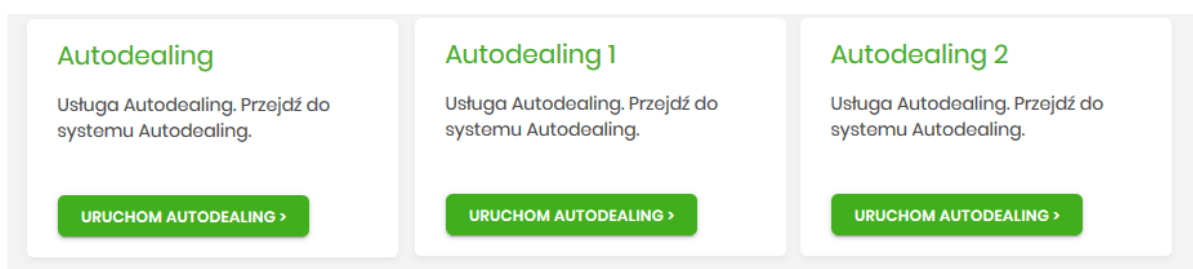 Autodealing
Usługa Autodealing. Przejdź do
systemu Autodealing.
URUCHOM AUTODEALING >
Autodealing 1
Usługa Autodealing. Przejdź do
systemu Autodealing.
URUCHOM AUTODEALING >
Autodealing 2
Usługa Autodealing. Przejdź do
systemu Autodealing.
URUCHOM AUTODEALING >